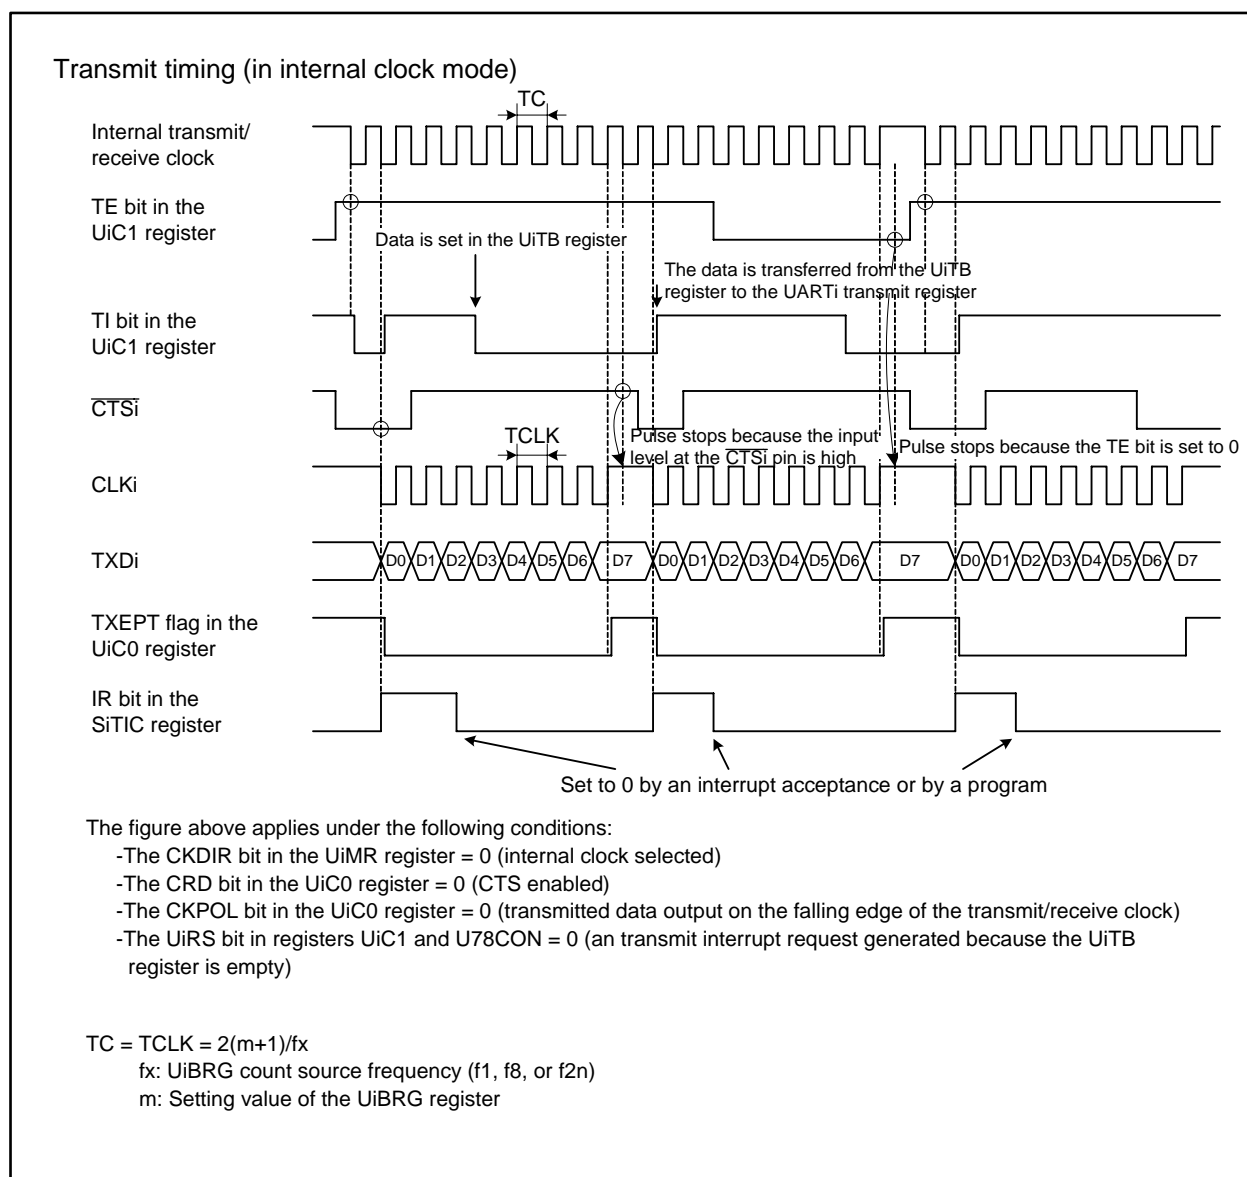 Transmit timing (in internal clock mode)
TC
Internal transmit/
receive clock
TE bit in the
UiC1 register
Data is set in the UiTB register
The data is transferred from the UiTB
register to the UARTi transmit register
TI bit in the
UiC1 register
CTSi
TCLK
Pulse stops because the input
level at the CTSi pin is high
Pulse stops because the TE bit is set to 0
CLKi
TXDi
D0 D1 D2 D3 D4 D5 D6 D7 D0 D1 D2 D3 D4 D5 D6 D7 D0 D1 D2 D3 D4 D5 D6 D7
TXEPT flag in the
UiC0 register
IR bit in the
SiTIC register
Set to 0 by an interrupt acceptance or by a program
The figure above applies under the following conditions:
-The CKDIR bit in the UiMR register = 0 (internal clock selected)
-The CRD bit in the UiC0 register = 0 (CTS enabled)
-The CKPOL bit in the UiC0 register = 0 (transmitted data output on the falling edge of the transmit/receive clock)
-The UiRS bit in registers UiC1 and U78CON = 0 (an transmit interrupt request generated because the UiTB
register is empty)
TC = TCLK = 2(m+1)/fx
fx: UiBRG count source frequency (f1, f8, or f2n)
m: Setting value of the UiBRG register